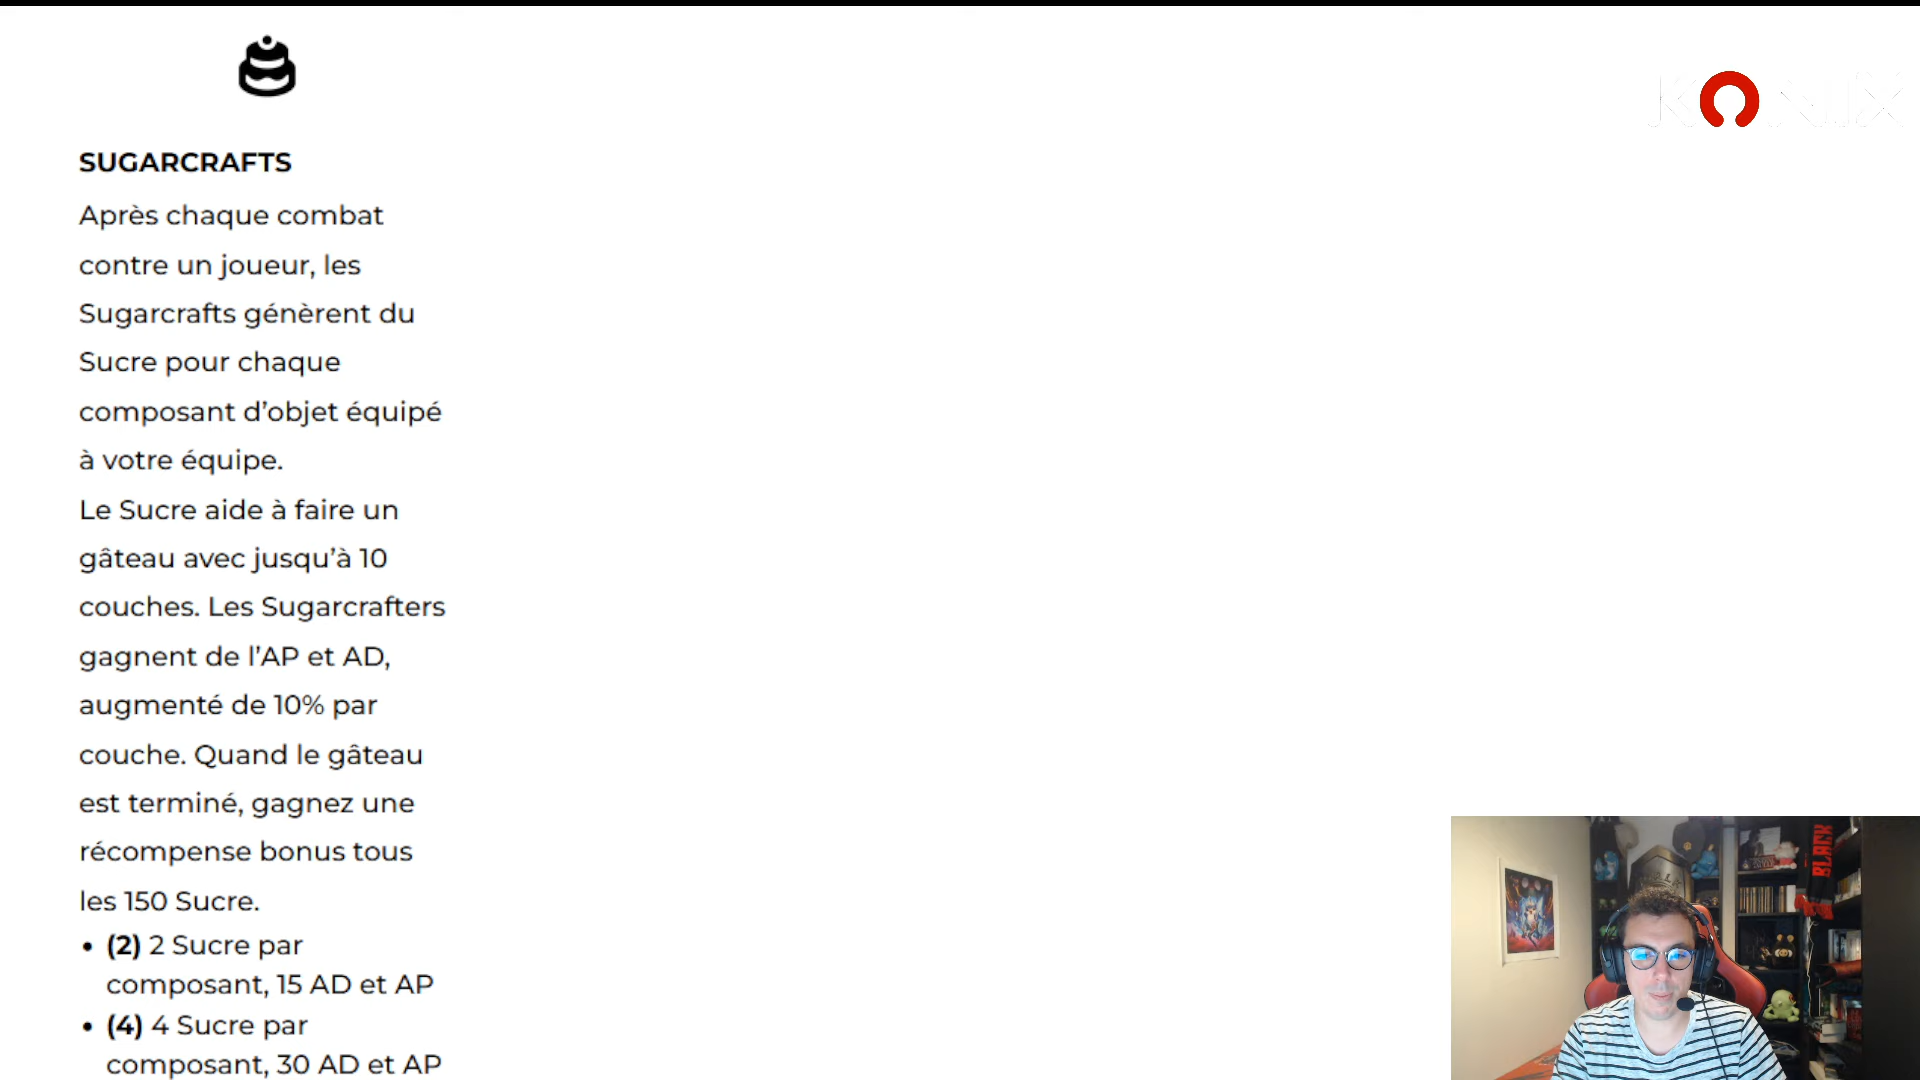 KONIX
SUGARCRAFTS
Après chaque combat
contre un joueur, les
Sugarcrafts génèrent du
Sucre pour chaque
composant d’objet équipé
à votre équipe.
Le Sucre aide à faire un
gâteau avec jusqu’à 10
couches. Les Sugarcrafters
gagnent de l’AP et AD,
augmenté de 10% par
couche. Quand le gâteau
est terminé, gagnez une
récompense bonus tous
les 150 Sucre.
• (2) 2 Sucre par
composant, 15 AD et AP
• (4) 4 Sucre par
composant, 30 AD et AP
BLACK